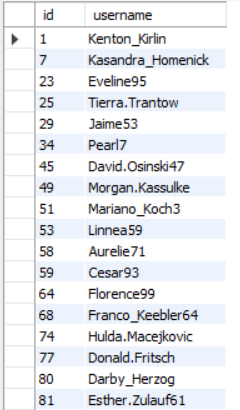 id username
1 Kenton_Kirlin
7 Kasandra_Homenick
23 Eveline95
25 Tierra.Trantow
29 Jaime53
34 Pearl7
45 David.Osinski47
49 Morgan.Kassulke
51 Mariano_Koch3
53 Linnea59
58 Aurelie71
59 Cesar93
64 Florence99
68 Franco_Keebler64
74 Hulda.Macejkovic
77 Donald.Fritsch
80 Darby_Herzog
81 Esther.Zulauf61